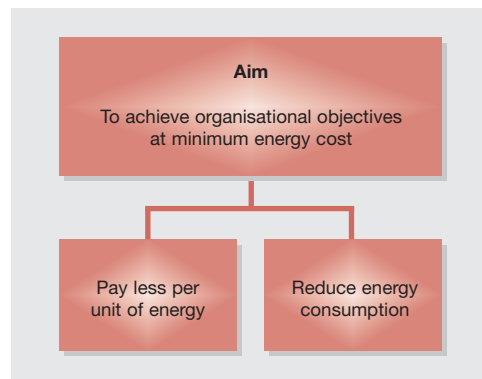 Aim
To achieve organisational objectives
at minimum energy cost
Pay less per
unit of energy
Reduce energy
consumption